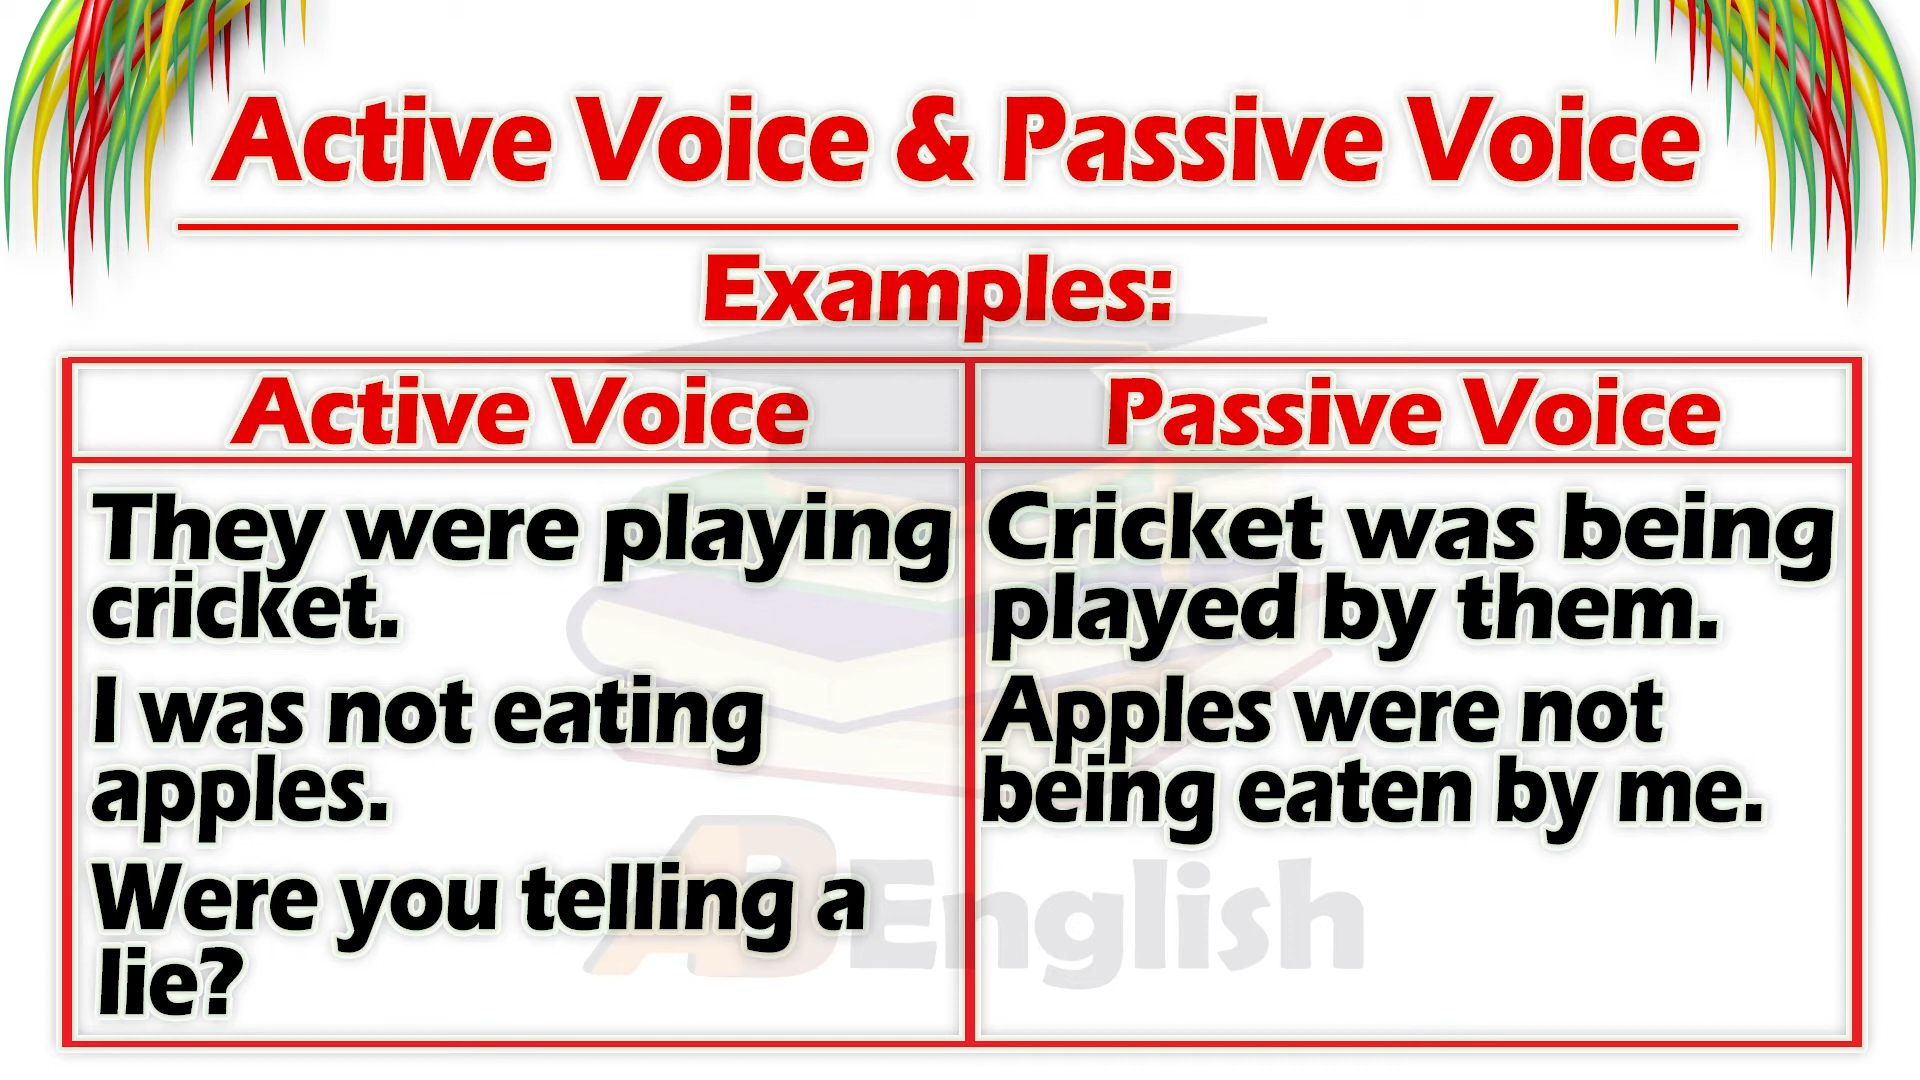 Active Voice & Passive Voice
Examples:
Active Voice
Passive Voice
They were playing
cricket.
Cricket was being
played by them.
I was not eating
apples.
Apples were not
being eaten by me.
Were you telling a
lie?
ABEnglish